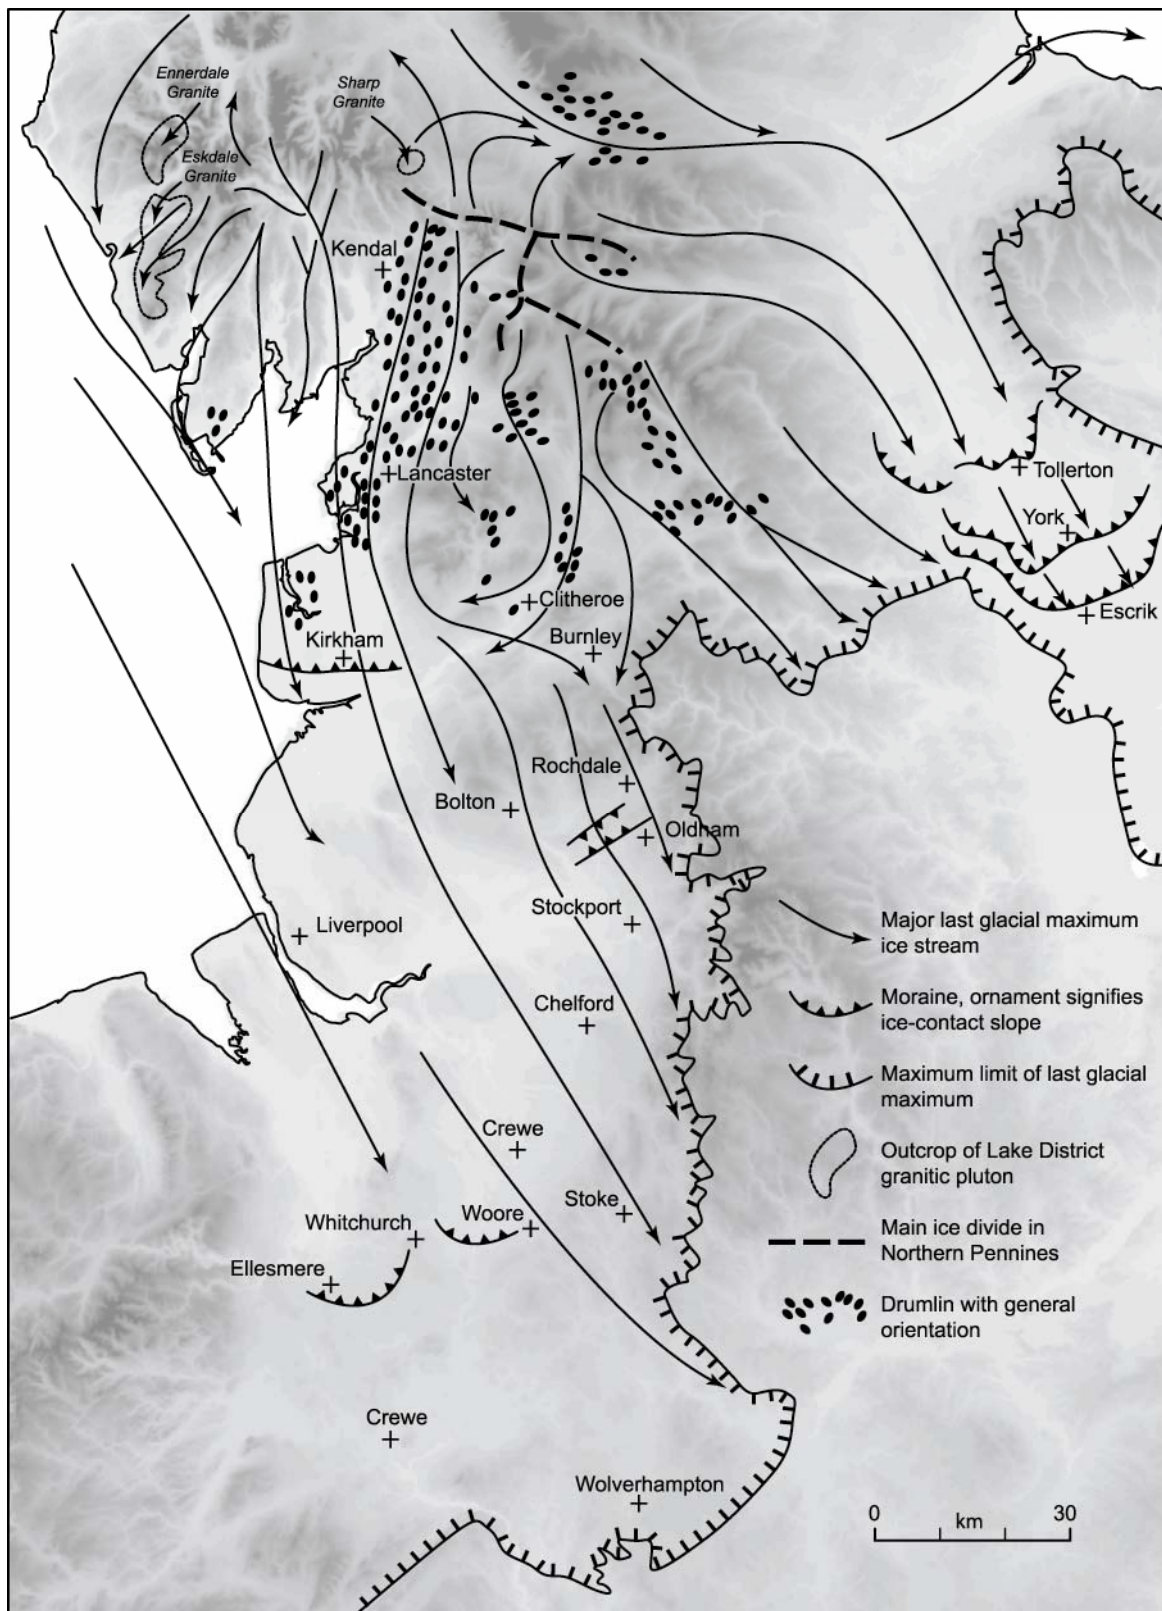 Ennerdale
Granite
Sharp
Granite
Eskdale
Granite
Kendal
Lancaster
Tollerton
York
Escrik
Clitheroe
Kirkham
Burnley
Rochdale
Bolton
Oldham
Stockport
Liverpool
Chelford
Crewe
Stoke
Woore
Whitchurch
Ellesmere
Crewe
Wolverhampton
Major last glacial maximum
ice stream
Moraine, ornament signifies
ice-contact slope
Maximum limit of last glacial
maximum
Outcrop of Lake District
granitic pluton
Main ice divide in
Northern Pennines
Drumlin with general
orientation
0 km 30